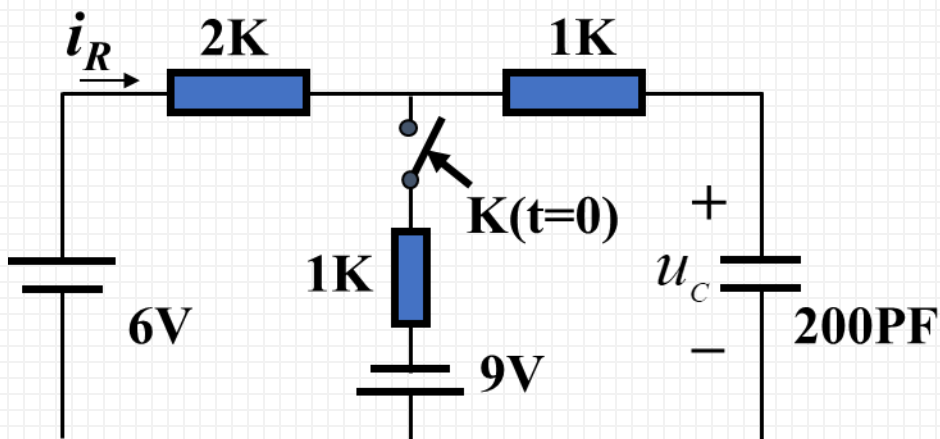 i_R
2K
1K
K(t=0)
1K
+
u_C
6V
200PF
9V
−